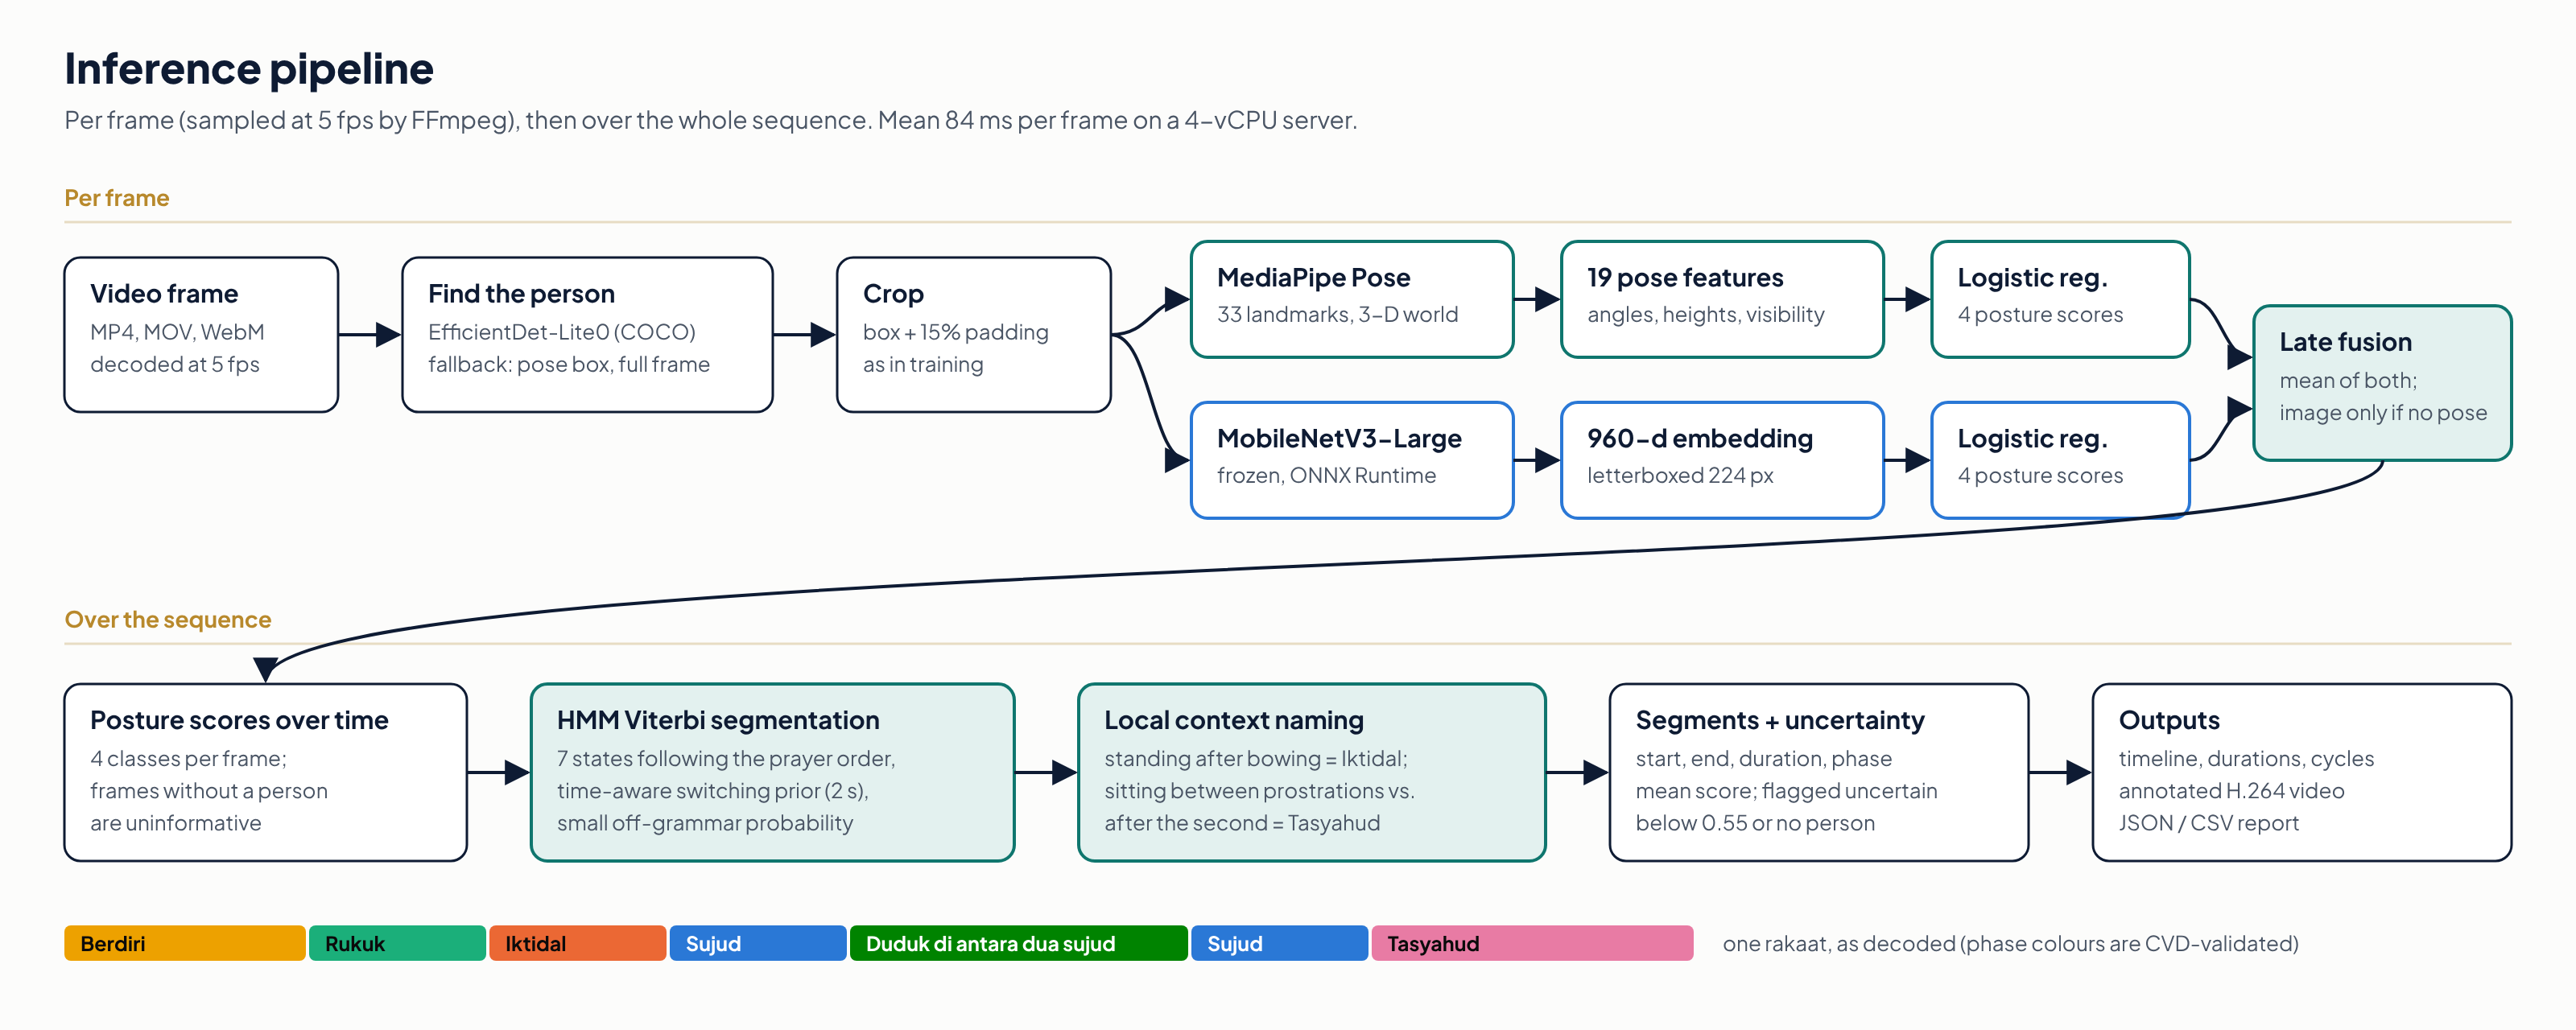 Inference pipeline
Per frame (sampled at 5 fps by FFmpeg), then over the whole sequence. Mean 84 ms per frame on a 4–vCPU server.
Per frame
Video frame
MP4, MOV, WebM
decoded at 5 fps
Find the person
EfficientDet-Lite0 (COCO)
fallback: pose box, full frame
Crop
box + 15% padding
as in training
MediaPipe Pose
33 landmarks, 3–D world
19 pose features
angles, heights, visibility
Logistic reg.
4 posture scores
MobileNetV3–Large
frozen, ONNX Runtime
960–d embedding
letterboxed 224 px
Logistic reg.
4 posture scores
Late fusion
mean of both;
image only if no pose
Over the sequence
Posture scores over time
4 classes per frame;
frames without a person
are uninformative
HMM Viterbi segmentation
7 states following the prayer order,
time-aware switching prior (2 s),
small off-grammar probability
Local context naming
standing after bowing = Iktidal;
sitting between prostrations vs.
after the second = Tasyahud
Segments + uncertainty
start, end, duration, phase
mean score; flagged uncertain
below 0.55 or no person
Outputs
timeline, durations, cycles
annotated H.264 video
JSON / CSV report
Berdiri
Rukuk
Iktidal
Sujud
Duduk di antara dua sujud
Sujud
Tasyahud
one rakaat, as decoded (phase colours are CVD-validated)